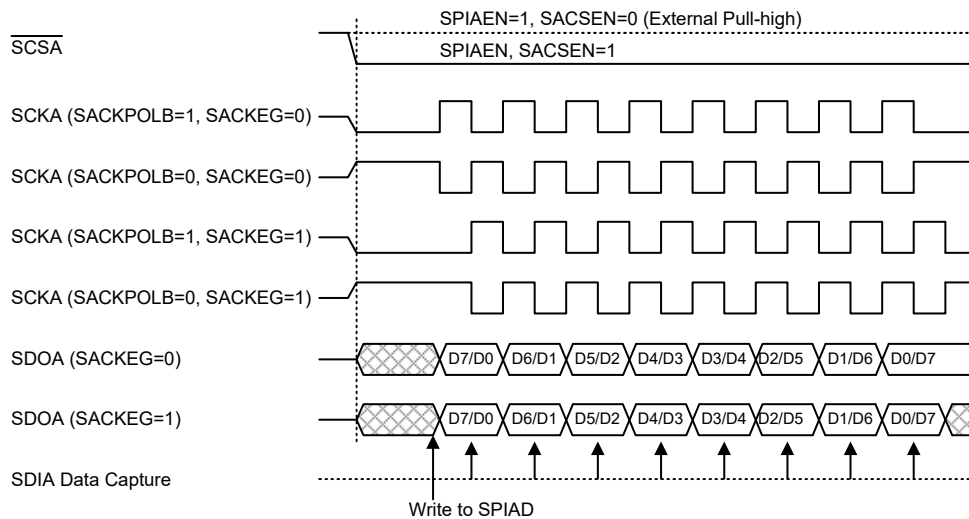 SPIAEN=1, SACSEN=0 (External Pull-high)
SCSA
SPIAEN, SACSEN=1
SCKA (SACKPOLB=1, SACKEG=0)
SCKA (SACKPOLB=0, SACKEG=0)
SCKA (SACKPOLB=1, SACKEG=1)
SCKA (SACKPOLB=0, SACKEG=1)
SDOA (SACKEG=0) D7/D0 D6/D1 D5/D2 D4/D3 D3/D4 D2/D5 D1/D6 D0/D7
SDOA (SACKEG=1) D7/D0 D6/D1 D5/D2 D4/D3 D3/D4 D2/D5 D1/D6 D0/D7
SDIA Data Capture
Write to SPIAD